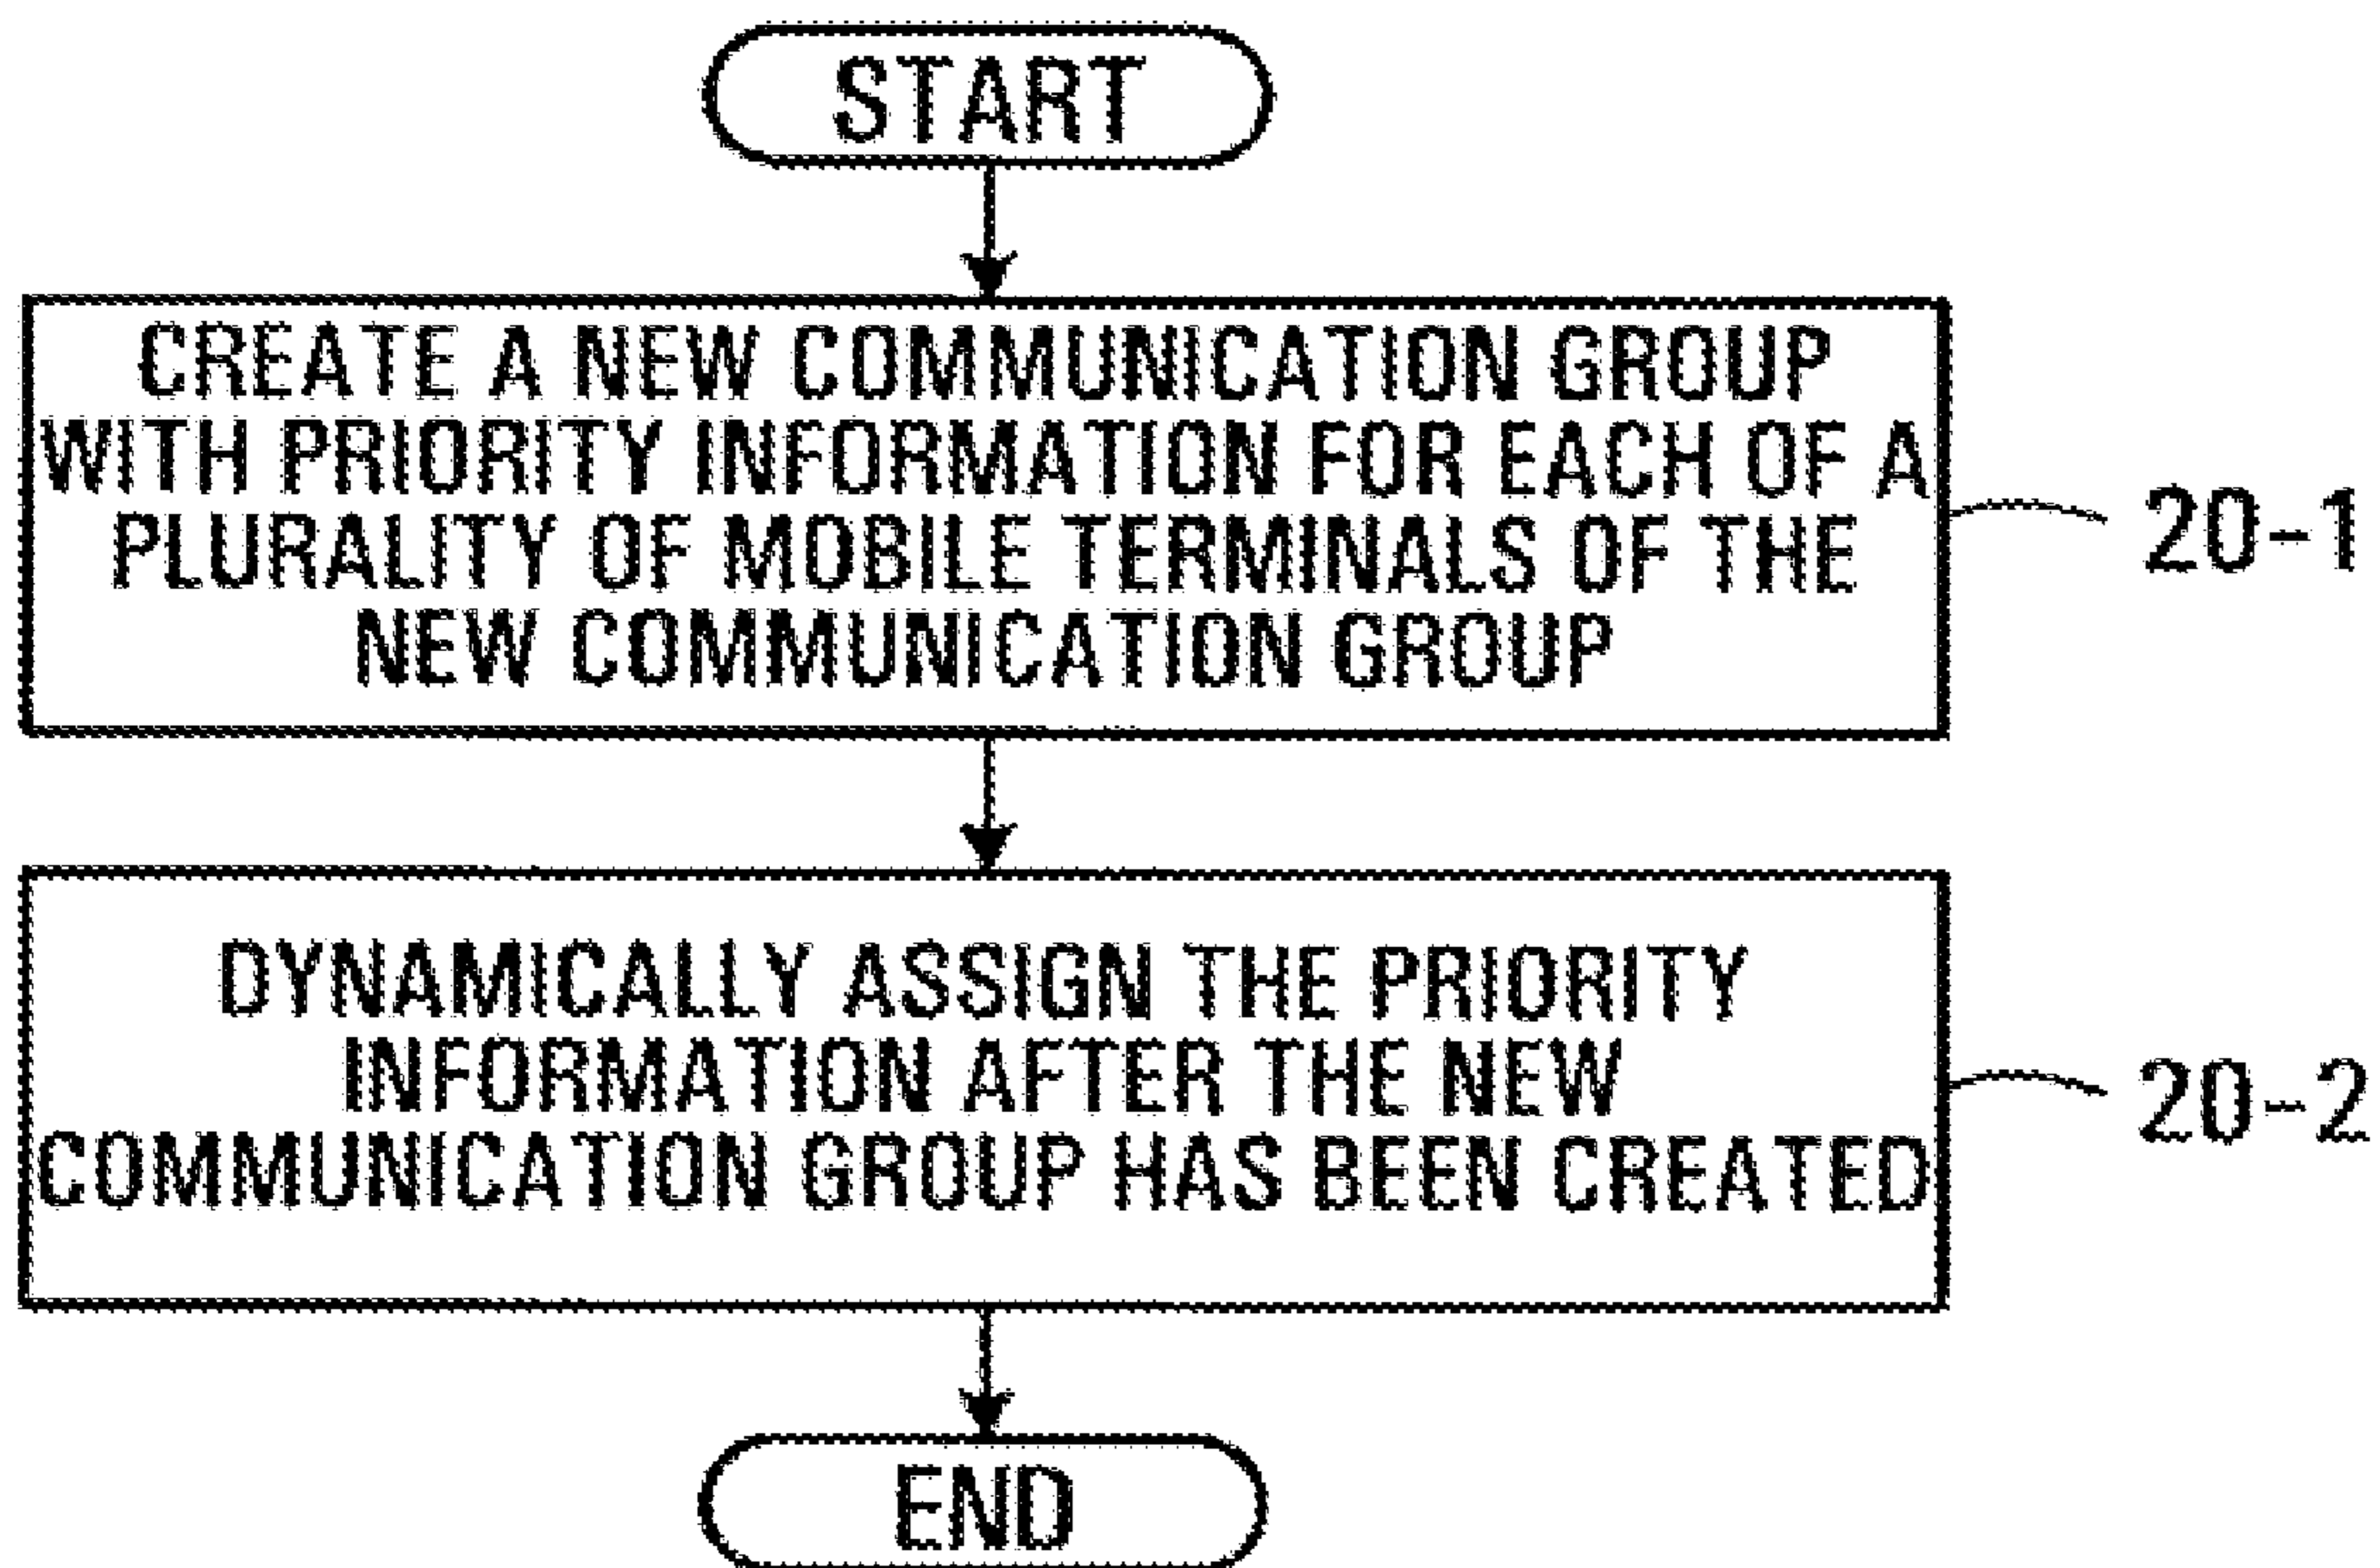 START
CREATE A NEW COMMUNICATION GROUP
WITH PRIORITY INFORMATION FOR EACH OF A
PLURALITY OF MOBILE TERMINALS OF THE
NEW COMMUNICATION GROUP
20-1
DYNAMICALLY ASSIGN THE PRIORITY
INFORMATION AFTER THE NEW
COMMUNICATION GROUP HAS BEEN CREATED
20-2
END